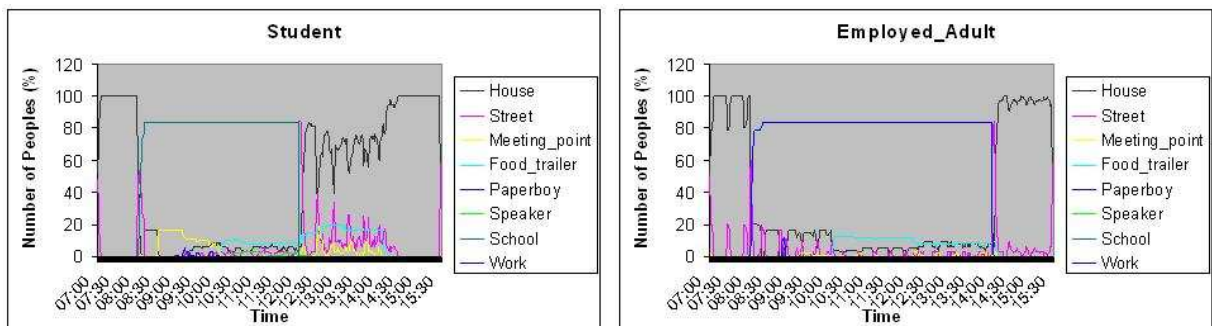 Student
Number of Peoples (%)
120
100
80
60
40
20
0
07:00
07:30
08:00
08:30
09:00
09:30
10:00
10:30
11:00
11:30
12:00
12:30
13:00
13:30
14:00
14:30
15:00
15:30
Time
House
Street
Meeting_point
Food_trailer
Paperboy
Speaker
School
Work
Employed_Adult
Number of Peoples (%)
120
100
80
60
40
20
0
07:00
07:30
08:00
08:30
09:00
09:30
10:00
10:30
11:00
11:30
12:00
12:30
13:00
13:30
14:00
14:30
15:00
15:30
Time
House
Street
Meeting_point
Food_trailer
Paperboy
Speaker
School
Work